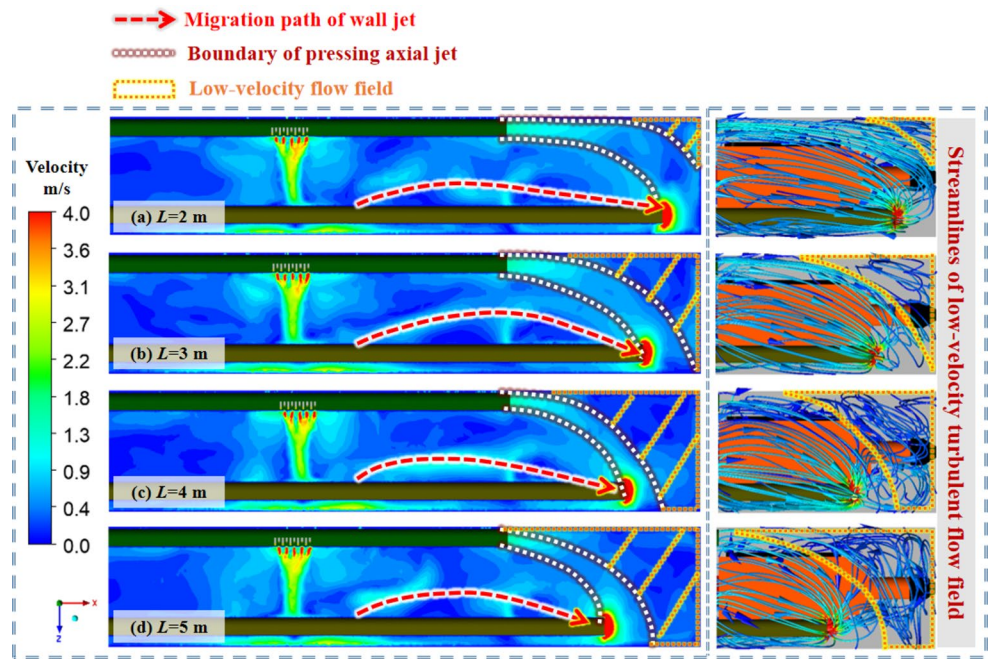 Migration path of wall jet
Boundary of pressing axial jet
Low-velocity flow field
Velocity
m/s
4.0
3.6
3.1
2.7
2.2
1.8
1.3
0.9
0.4
0.0
(a) L=2 m
(b) L=3 m
(c) L=4 m
(d) L=5 m
X
Z
Streamlines of low-velocity turbulent flow field